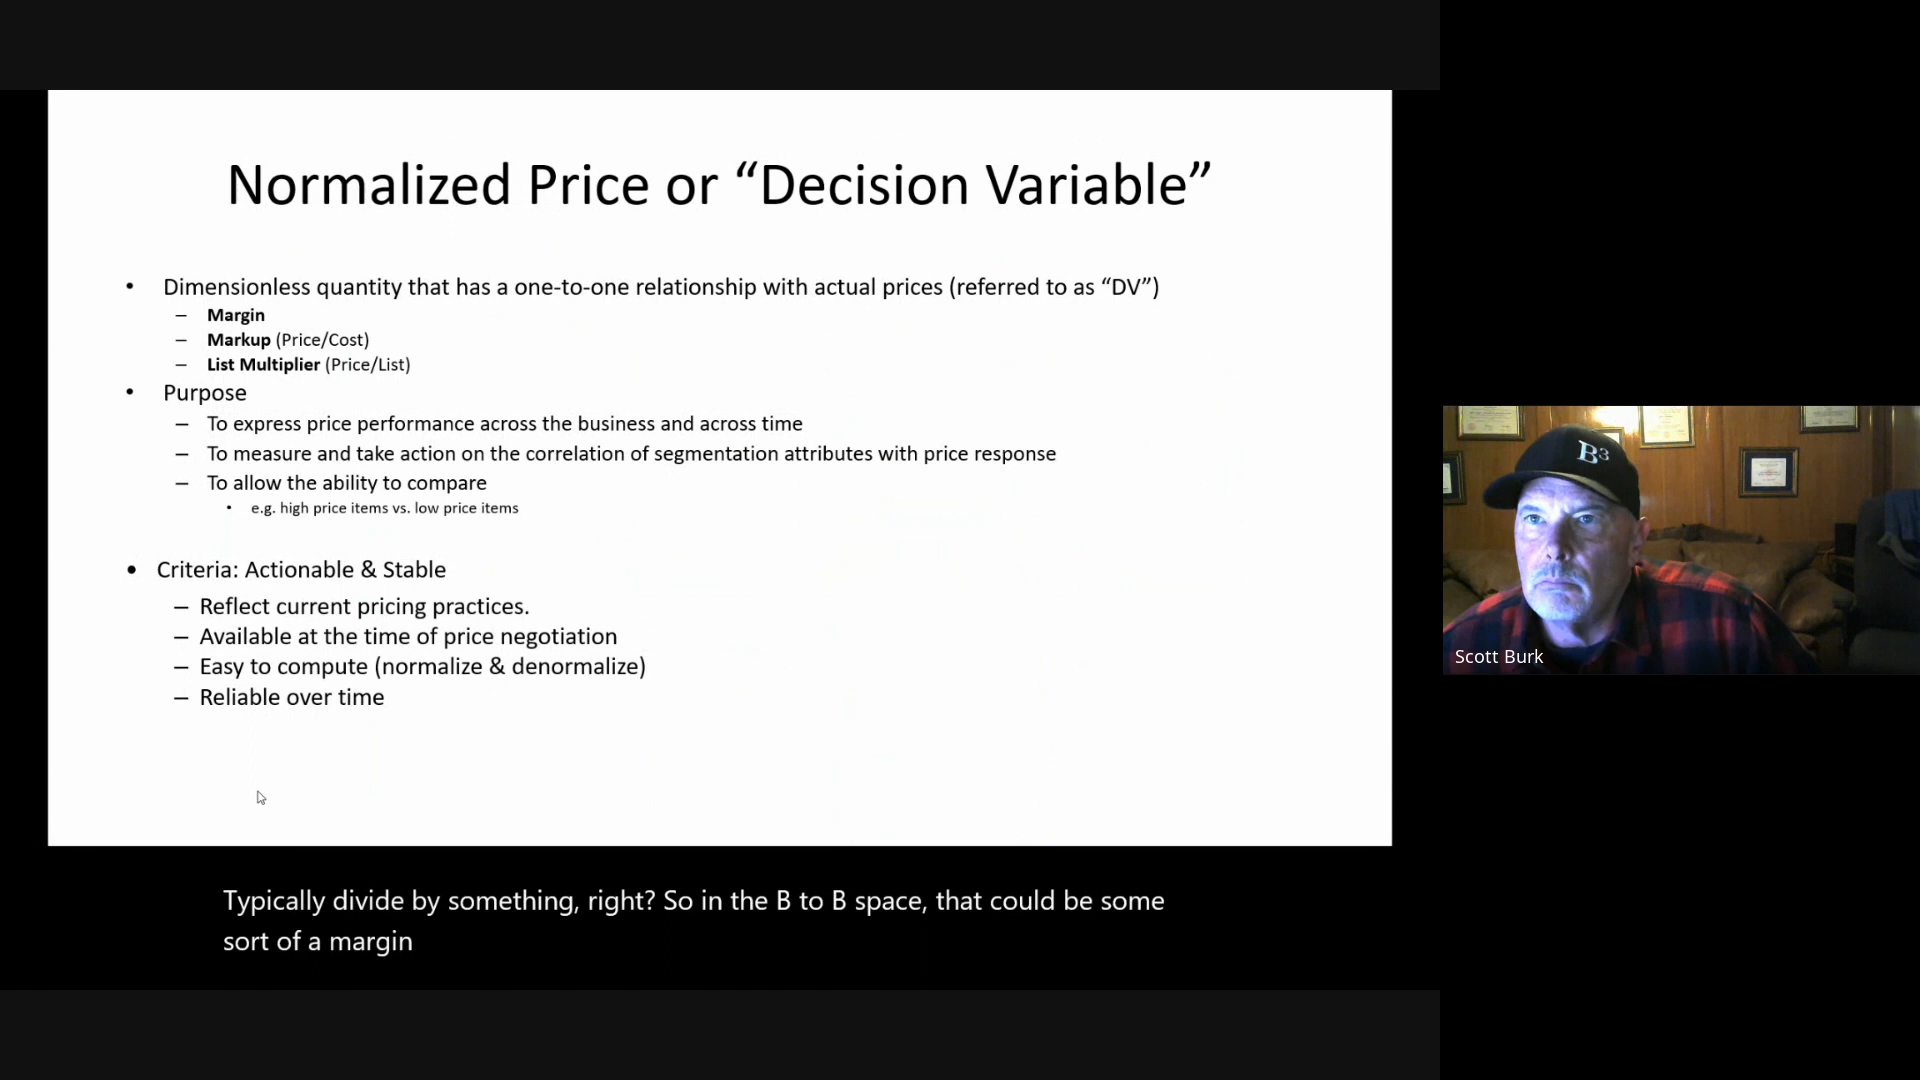 Normalized Price or “Decision Variable”
• Dimensionless quantity that has a one-to-one relationship with actual prices (referred to as “DV”)
– Margin
– Markup (Price/Cost)
– List Multiplier (Price/List)
• Purpose
– To express price performance across the business and across time
– To measure and take action on the correlation of segmentation attributes with price response
– To allow the ability to compare
• e.g. high price items vs. low price items
• Criteria: Actionable & Stable
– Reflect current pricing practices.
– Available at the time of price negotiation
– Easy to compute (normalize & denormalize)
– Reliable over time
B³
Scott Burk
Typically divide by something, right? So in the B to B space, that could be some
sort of a margin